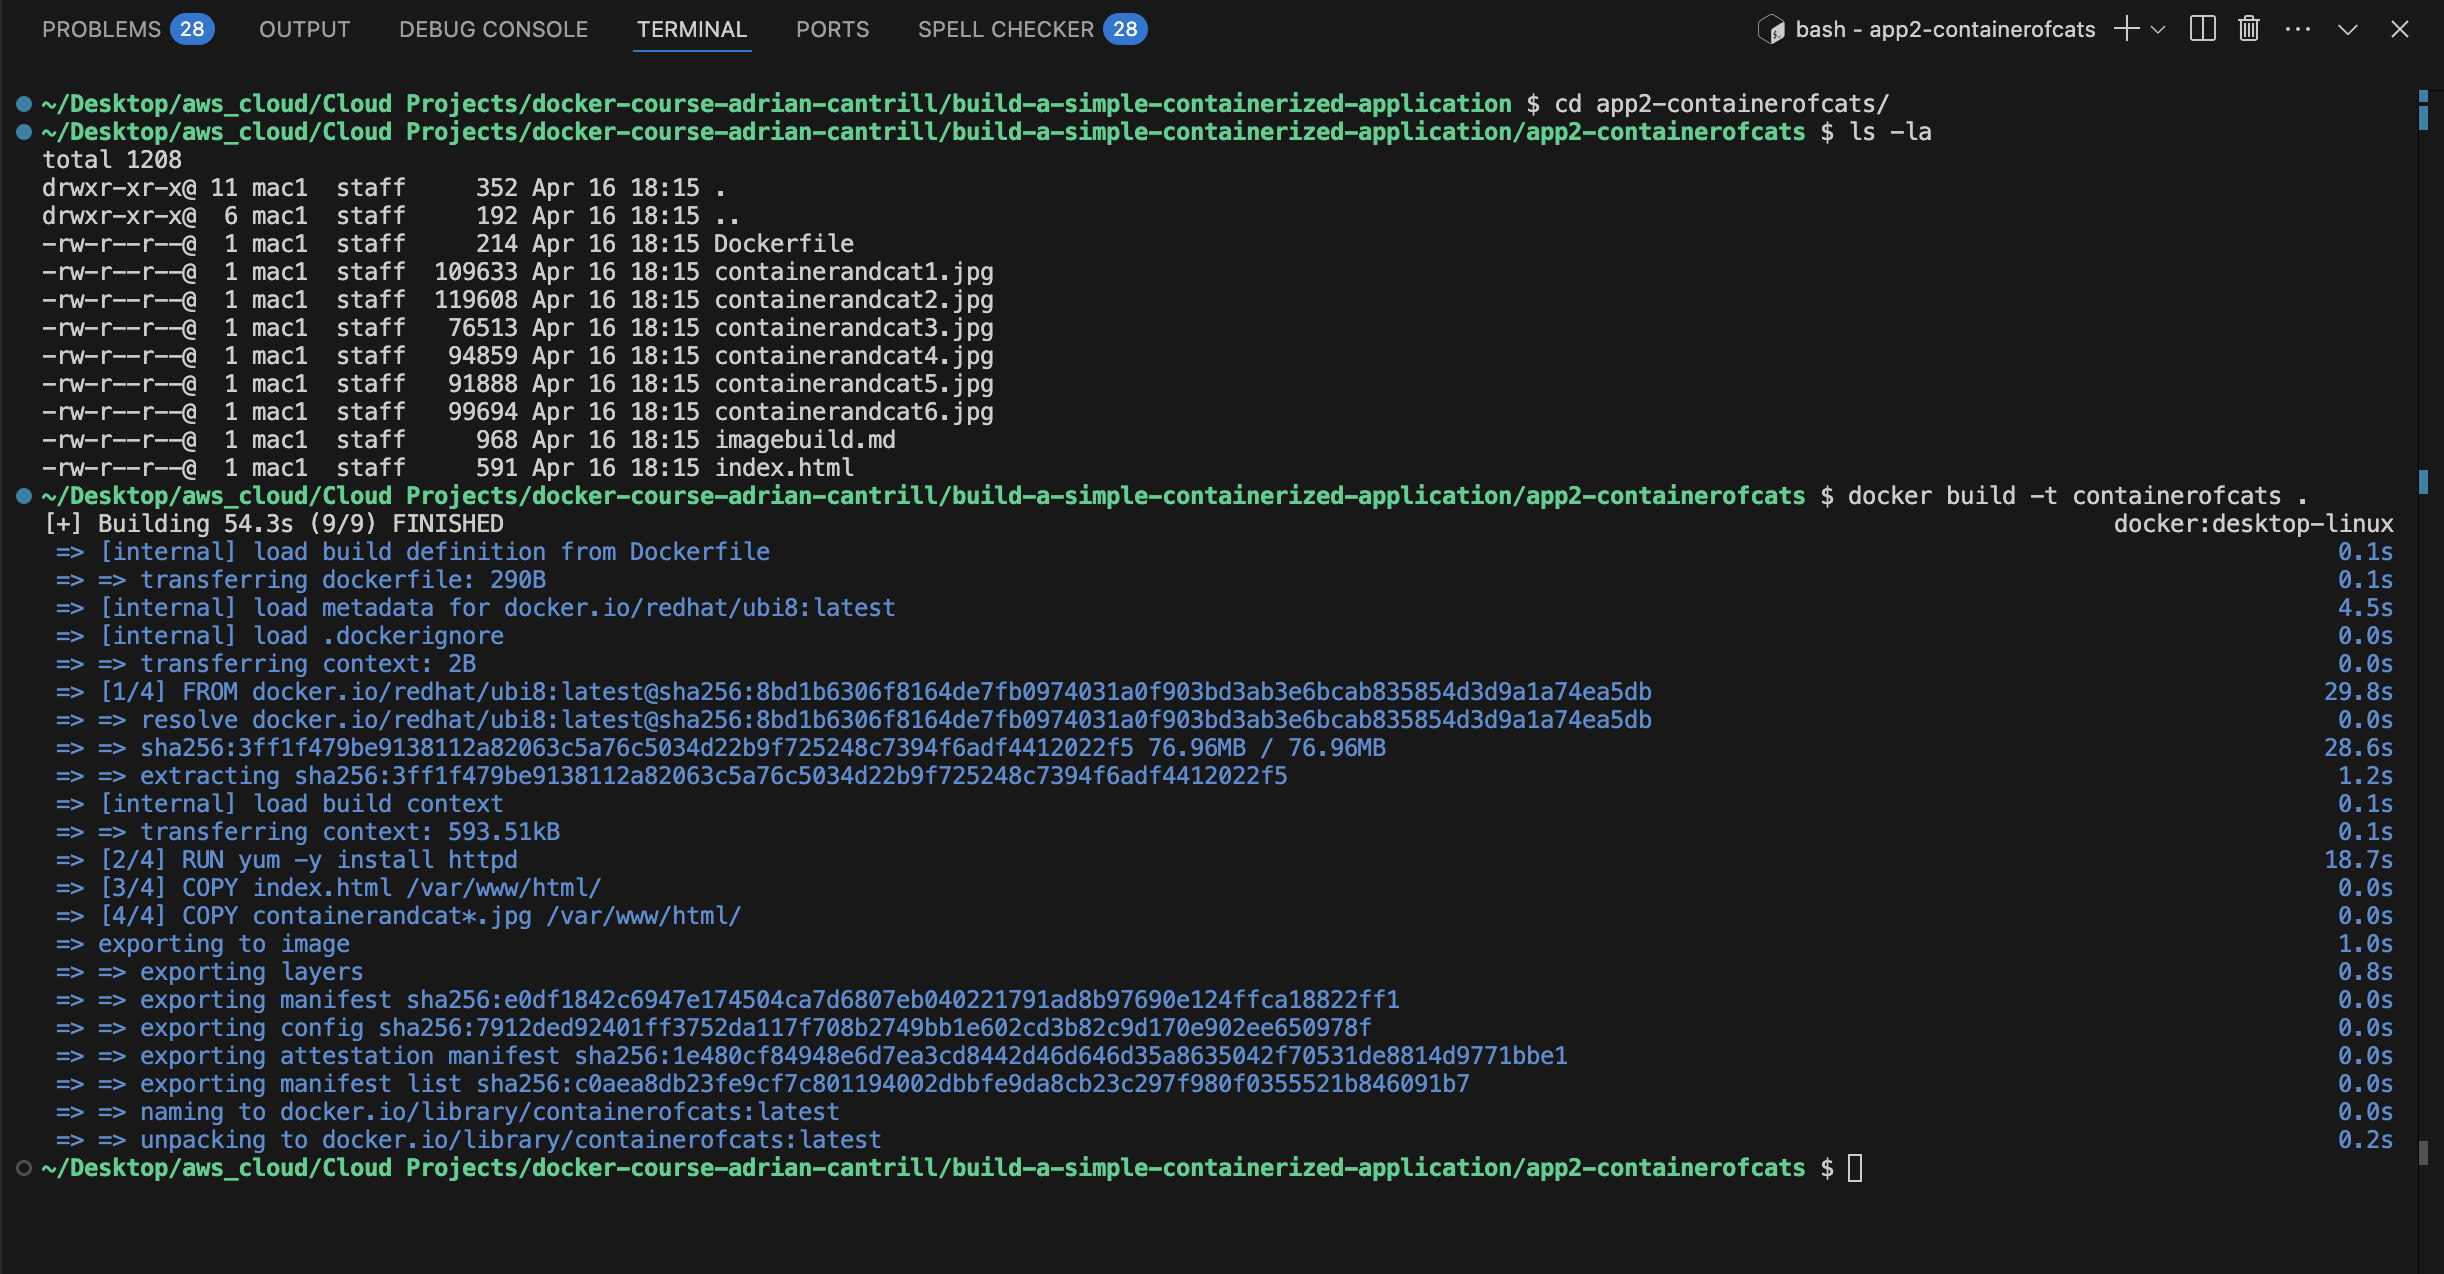 PROBLEMS 28 OUTPUT DEBUG CONSOLE TERMINAL PORTS SPELL CHECKER 28 bash - app2-containerofcats
~/Desktop/aws_cloud/Cloud Projects/docker-course-adrian-cantrill/build-a-simple-containerized-application $ cd app2-containerofcats/
~/Desktop/aws_cloud/Cloud Projects/docker-course-adrian-cantrill/build-a-simple-containerized-application/app2-containerofcats $ ls -la
total 1208
drwxr-xr-x@ 11 mac1  staff     352 Apr 16 18:15 .
drwxr-xr-x@  6 mac1  staff     192 Apr 16 18:15 ..
-rw-r--r--@  1 mac1  staff     214 Apr 16 18:15 Dockerfile
-rw-r--r--@  1 mac1  staff  109633 Apr 16 18:15 containerandcat1.jpg
-rw-r--r--@  1 mac1  staff  119608 Apr 16 18:15 containerandcat2.jpg
-rw-r--r--@  1 mac1  staff   76513 Apr 16 18:15 containerandcat3.jpg
-rw-r--r--@  1 mac1  staff   94859 Apr 16 18:15 containerandcat4.jpg
-rw-r--r--@  1 mac1  staff   91888 Apr 16 18:15 containerandcat5.jpg
-rw-r--r--@  1 mac1  staff   99694 Apr 16 18:15 containerandcat6.jpg
-rw-r--r--@  1 mac1  staff     968 Apr 16 18:15 imagebuild.md
-rw-r--r--@  1 mac1  staff     591 Apr 16 18:15 index.html
~/Desktop/aws_cloud/Cloud Projects/docker-course-adrian-cantrill/build-a-simple-containerized-application/app2-containerofcats $ docker build -t containerofcats .
[+] Building 54.3s (9/9) FINISHED docker:desktop-linux
=> [internal] load build definition from Dockerfile 0.1s
=> => transferring dockerfile: 290B 0.1s
=> [internal] load metadata for docker.io/redhat/ubi8:latest 4.5s
=> [internal] load .dockerignore 0.0s
=> => transferring context: 2B 0.0s
=> [1/4] FROM docker.io/redhat/ubi8:latest@sha256:8bd1b6306f8164de7fb0974031a0f903bd3ab3e6bcab835854d3d9a1a74ea5db 29.8s
=> => resolve docker.io/redhat/ubi8:latest@sha256:8bd1b6306f8164de7fb0974031a0f903bd3ab3e6bcab835854d3d9a1a74ea5db 0.0s
=> => sha256:3ff1f479be9138112a82063c5a76c5034d22b9f725248c7394f6adf4412022f5 76.96MB / 76.96MB 28.6s
=> => extracting sha256:3ff1f479be9138112a82063c5a76c5034d22b9f725248c7394f6adf4412022f5 1.2s
=> [internal] load build context 0.1s
=> => transferring context: 593.51kB 0.1s
=> [2/4] RUN yum -y install httpd 18.7s
=> [3/4] COPY index.html /var/www/html/ 0.0s
=> [4/4] COPY containerandcat*.jpg /var/www/html/ 0.0s
=> exporting to image 1.0s
=> => exporting layers 0.8s
=> => exporting manifest sha256:e0df1842c6947e174504ca7d6807eb040221791ad8b97690e124ffca18822ff1 0.0s
=> => exporting config sha256:7912ded92401ff3752da117f708b2749bb1e602cd3b82c9d170e902ee650978f 0.0s
=> => exporting attestation manifest sha256:1e480cf84948e6d7ea3cd8442d46d646d35a8635042f70531de8814d9771bbe1 0.0s
=> => exporting manifest list sha256:c0aea8db23fe9cf7c801194002dbbfe9da8cb23c297f980f0355521b846091b7 0.0s
=> => naming to docker.io/library/containerofcats:latest 0.0s
=> => unpacking to docker.io/library/containerofcats:latest 0.2s
~/Desktop/aws_cloud/Cloud Projects/docker-course-adrian-cantrill/build-a-simple-containerized-application/app2-containerofcats $